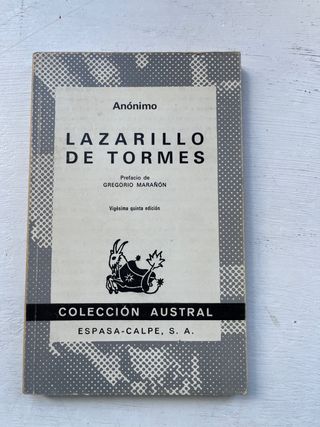 Anónimo
LAZARILLO
DE TORMES
Prefacio de
GREGORIO MARAÑÓN
Vigésima quinta edición
COLECCIÓN AUSTRAL
ESPASA-CALPE, S. A.